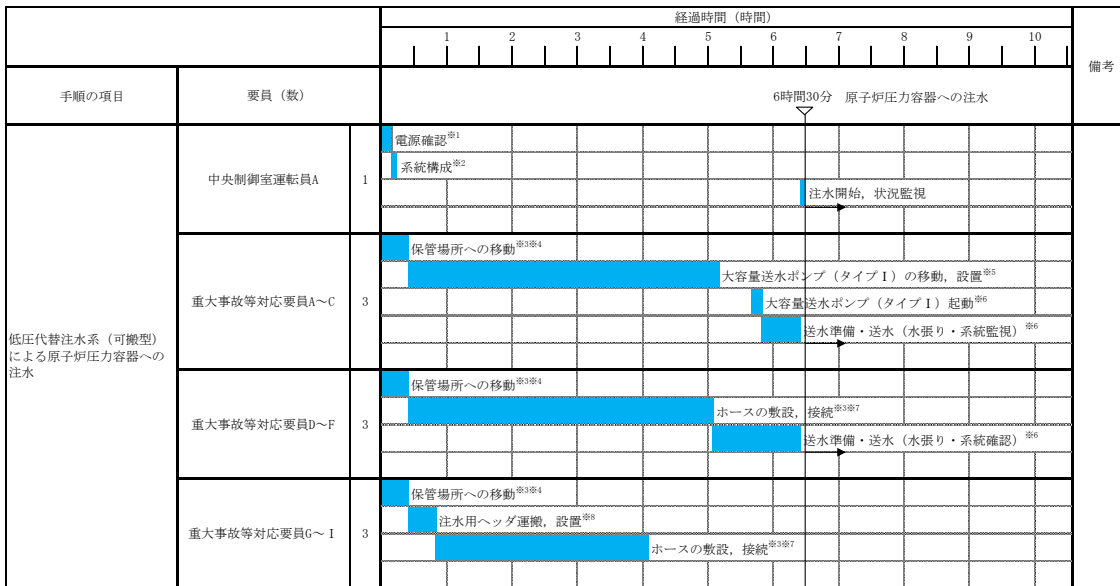 経過時間（時間）
1 2 3 4 5 6 7 8 9 10
備考
手順の項目
要員（数）
6時間30分 原子炉圧力容器への注水
低圧代替注水系（可搬型）
による原子炉圧力容器への
注水
中央制御室運転員A
1
電源確認※1
系統構成※2
注水開始，状況監視
重大事故等対応要員A～C
3
保管場所への移動※3※4
大容量送水ポンプ（タイプⅠ）の移動，設置※5
大容量送水ポンプ（タイプⅠ）起動※6
送水準備・送水（水張り・系統監視）※6
重大事故等対応要員D～F
3
保管場所への移動※3※4
ホースの敷設，接続※3※7
送水準備・送水（水張り・系統確認）※6
重大事故等対応要員G～I
3
保管場所への移動※3※4
注水用ヘッダ運搬，設置※8
ホースの敷設，接続※3※7